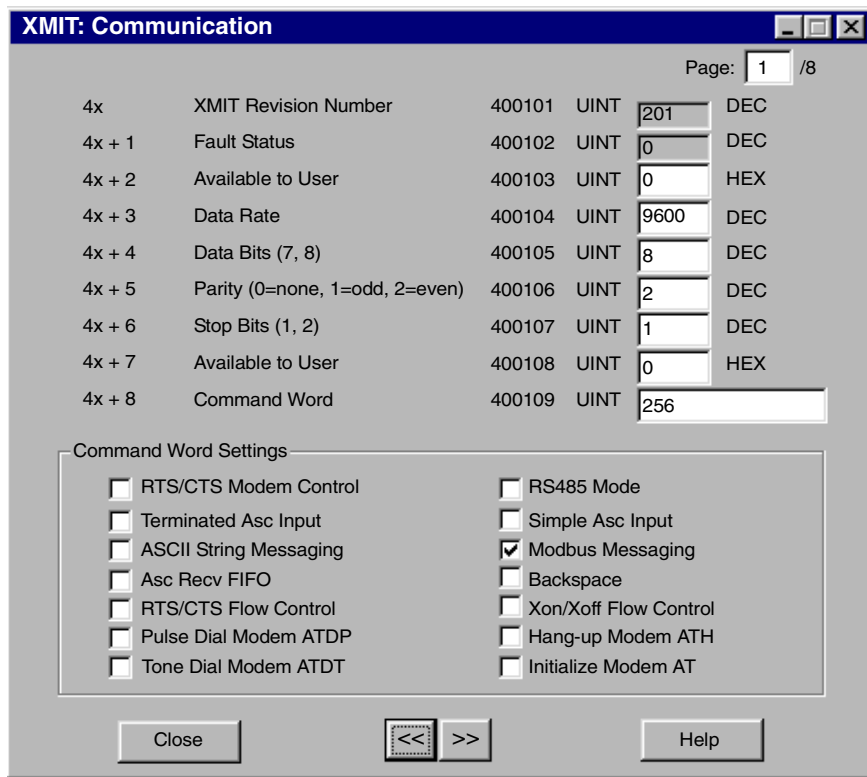 XMIT: Communication
Page: 1 /8
4x XMIT Revision Number 400101 UINT 201 DEC
4x + 1 Fault Status 400102 UINT 0 DEC
4x + 2 Available to User 400103 UINT 0 HEX
4x + 3 Data Rate 400104 UINT 9600 DEC
4x + 4 Data Bits (7, 8) 400105 UINT 8 DEC
4x + 5 Parity (0=none, 1=odd, 2=even) 400106 UINT 2 DEC
4x + 6 Stop Bits (1, 2) 400107 UINT 1 DEC
4x + 7 Available to User 400108 UINT 0 HEX
4x + 8 Command Word 400109 UINT 256
Command Word Settings
RTS/CTS Modem Control RS485 Mode
Terminated Asc Input Simple Asc Input
ASCII String Messaging Modbus Messaging
Asc Recv FIFO Backspace
RTS/CTS Flow Control Xon/Xoff Flow Control
Pulse Dial Modem ATDP Hang-up Modem ATH
Tone Dial Modem ATDT Initialize Modem AT
Close << >> Help